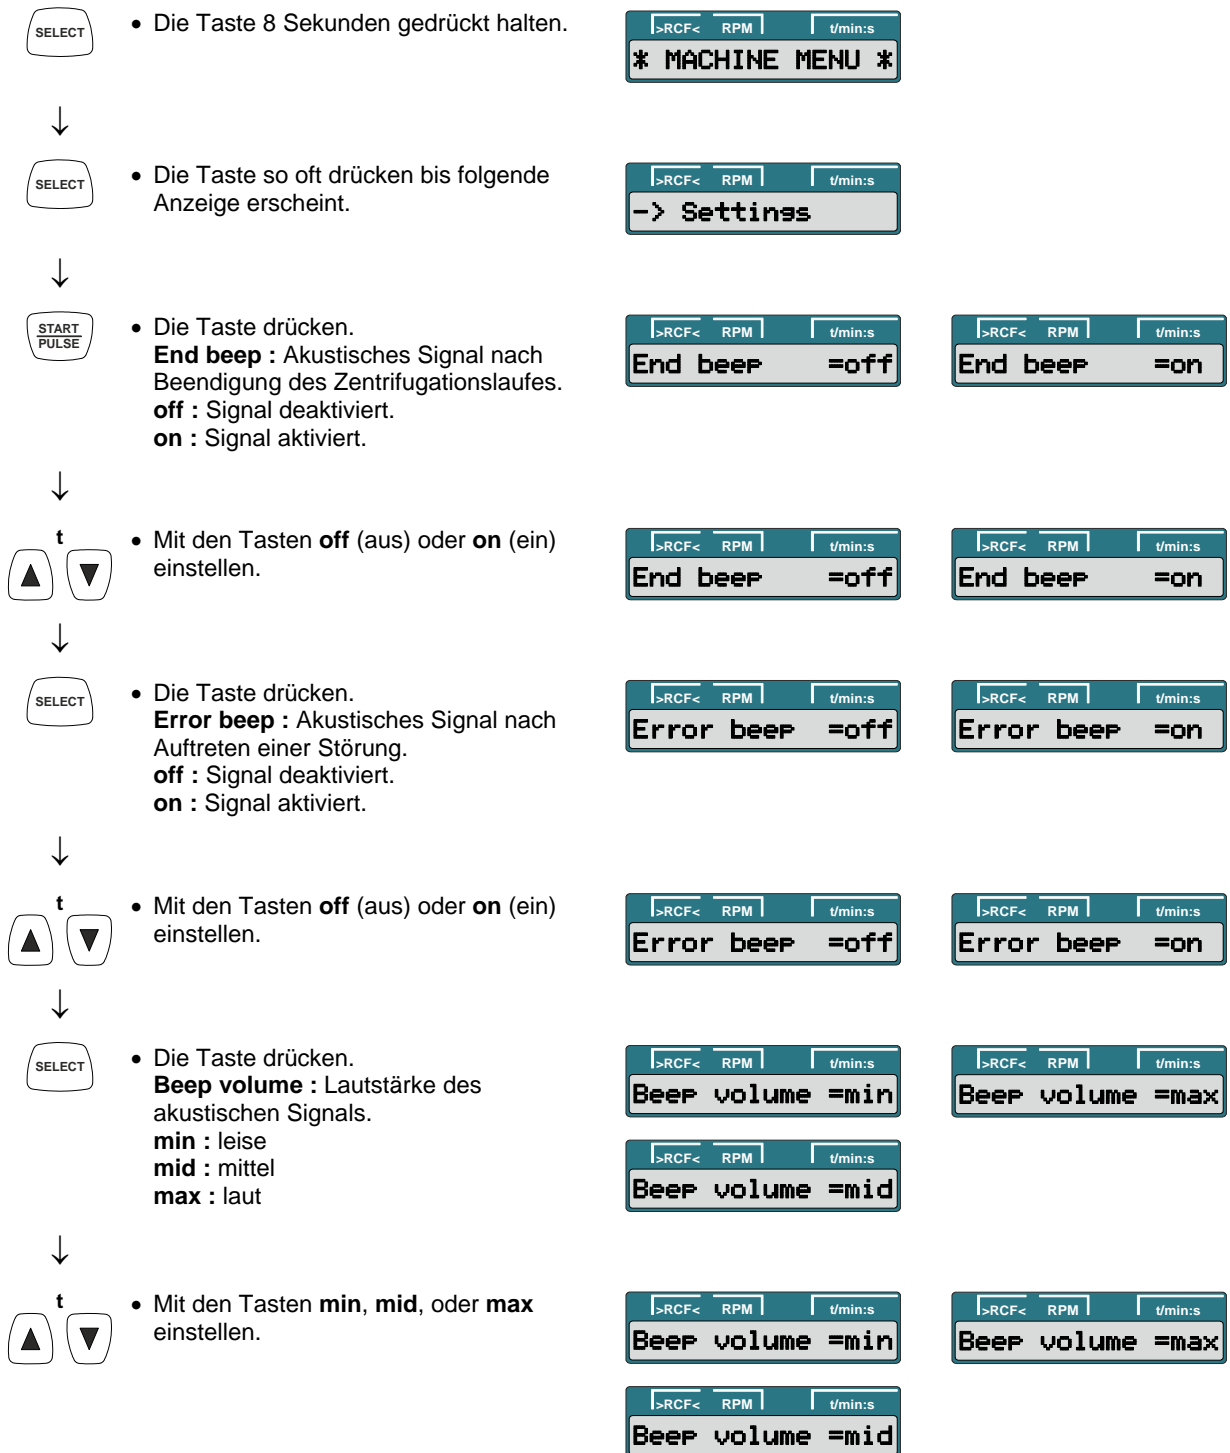 SELECT
• Die Taste 8 Sekunden gedrückt halten.
>RCF< RPM t/min:s
* MACHINE MENU *
↓
SELECT
• Die Taste so oft drücken bis folgende
Anzeige erscheint.
>RCF< RPM t/min:s
-> Settings
↓
START
PULSE
• Die Taste drücken.
End beep : Akustisches Signal nach
Beendigung des Zentrifugationslaufes.
off : Signal deaktiviert.
on : Signal aktiviert.
>RCF< RPM t/min:s
End beep =off
>RCF< RPM t/min:s
End beep =on
↓
t
▲ ▼
• Mit den Tasten off (aus) oder on (ein)
einstellen.
>RCF< RPM t/min:s
End beep =off
>RCF< RPM t/min:s
End beep =on
↓
SELECT
• Die Taste drücken.
Error beep : Akustisches Signal nach
Auftreten einer Störung.
off : Signal deaktiviert.
on : Signal aktiviert.
>RCF< RPM t/min:s
Error beep =off
>RCF< RPM t/min:s
Error beep =on
↓
t
▲ ▼
• Mit den Tasten off (aus) oder on (ein)
einstellen.
>RCF< RPM t/min:s
Error beep =off
>RCF< RPM t/min:s
Error beep =on
↓
SELECT
• Die Taste drücken.
Beep volume : Lautstärke des
akustischen Signals.
min : leise
mid : mittel
max : laut
>RCF< RPM t/min:s
Beep volume =min
>RCF< RPM t/min:s
Beep volume =max
>RCF< RPM t/min:s
Beep volume =mid
↓
t
▲ ▼
• Mit den Tasten min, mid, oder max
einstellen.
>RCF< RPM t/min:s
Beep volume =min
>RCF< RPM t/min:s
Beep volume =max
>RCF< RPM t/min:s
Beep volume =mid